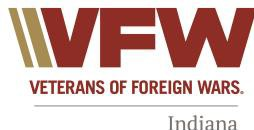 VFW
VETERANS OF FOREIGN WARS.
Indiana